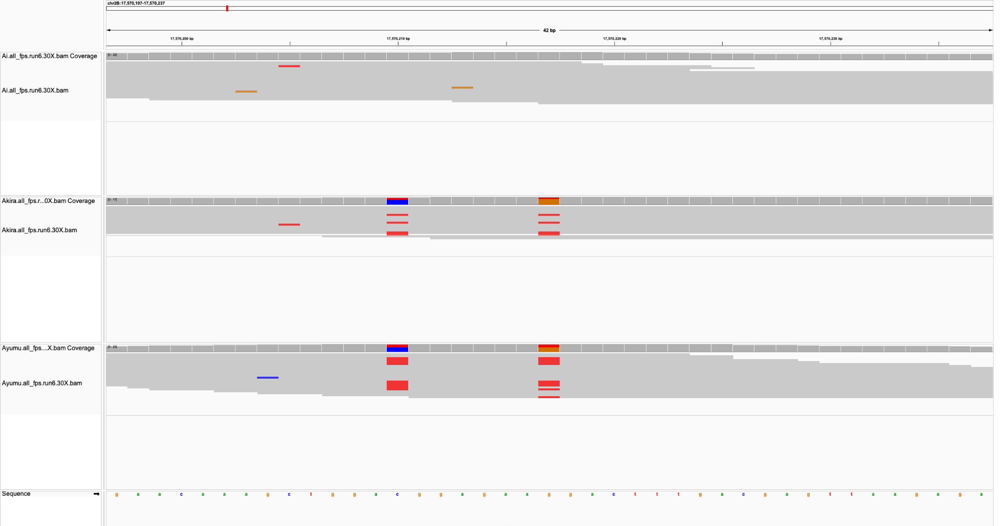 chr2B:17,570,197-17,570,237
42 bp
17,570,200 bp 17,570,210 bp 17,570,220 bp 17,570,230 bp
Ai.all_fps.run6.30X.bam Coverage
[0 - 22]
Ai.all_fps.run6.30X.bam
Akira.all_fps.r...0X.bam Coverage
[0 - 17]
Akira.all_fps.run6.30X.bam
Ayumu.all_fps....X.bam Coverage
[0 - 23]
Ayumu.all_fps.run6.30X.bam
Sequence
g a a c a a a g c t g g a c g g a g a a g g a c t t t g a c g a g t t a a g a g a